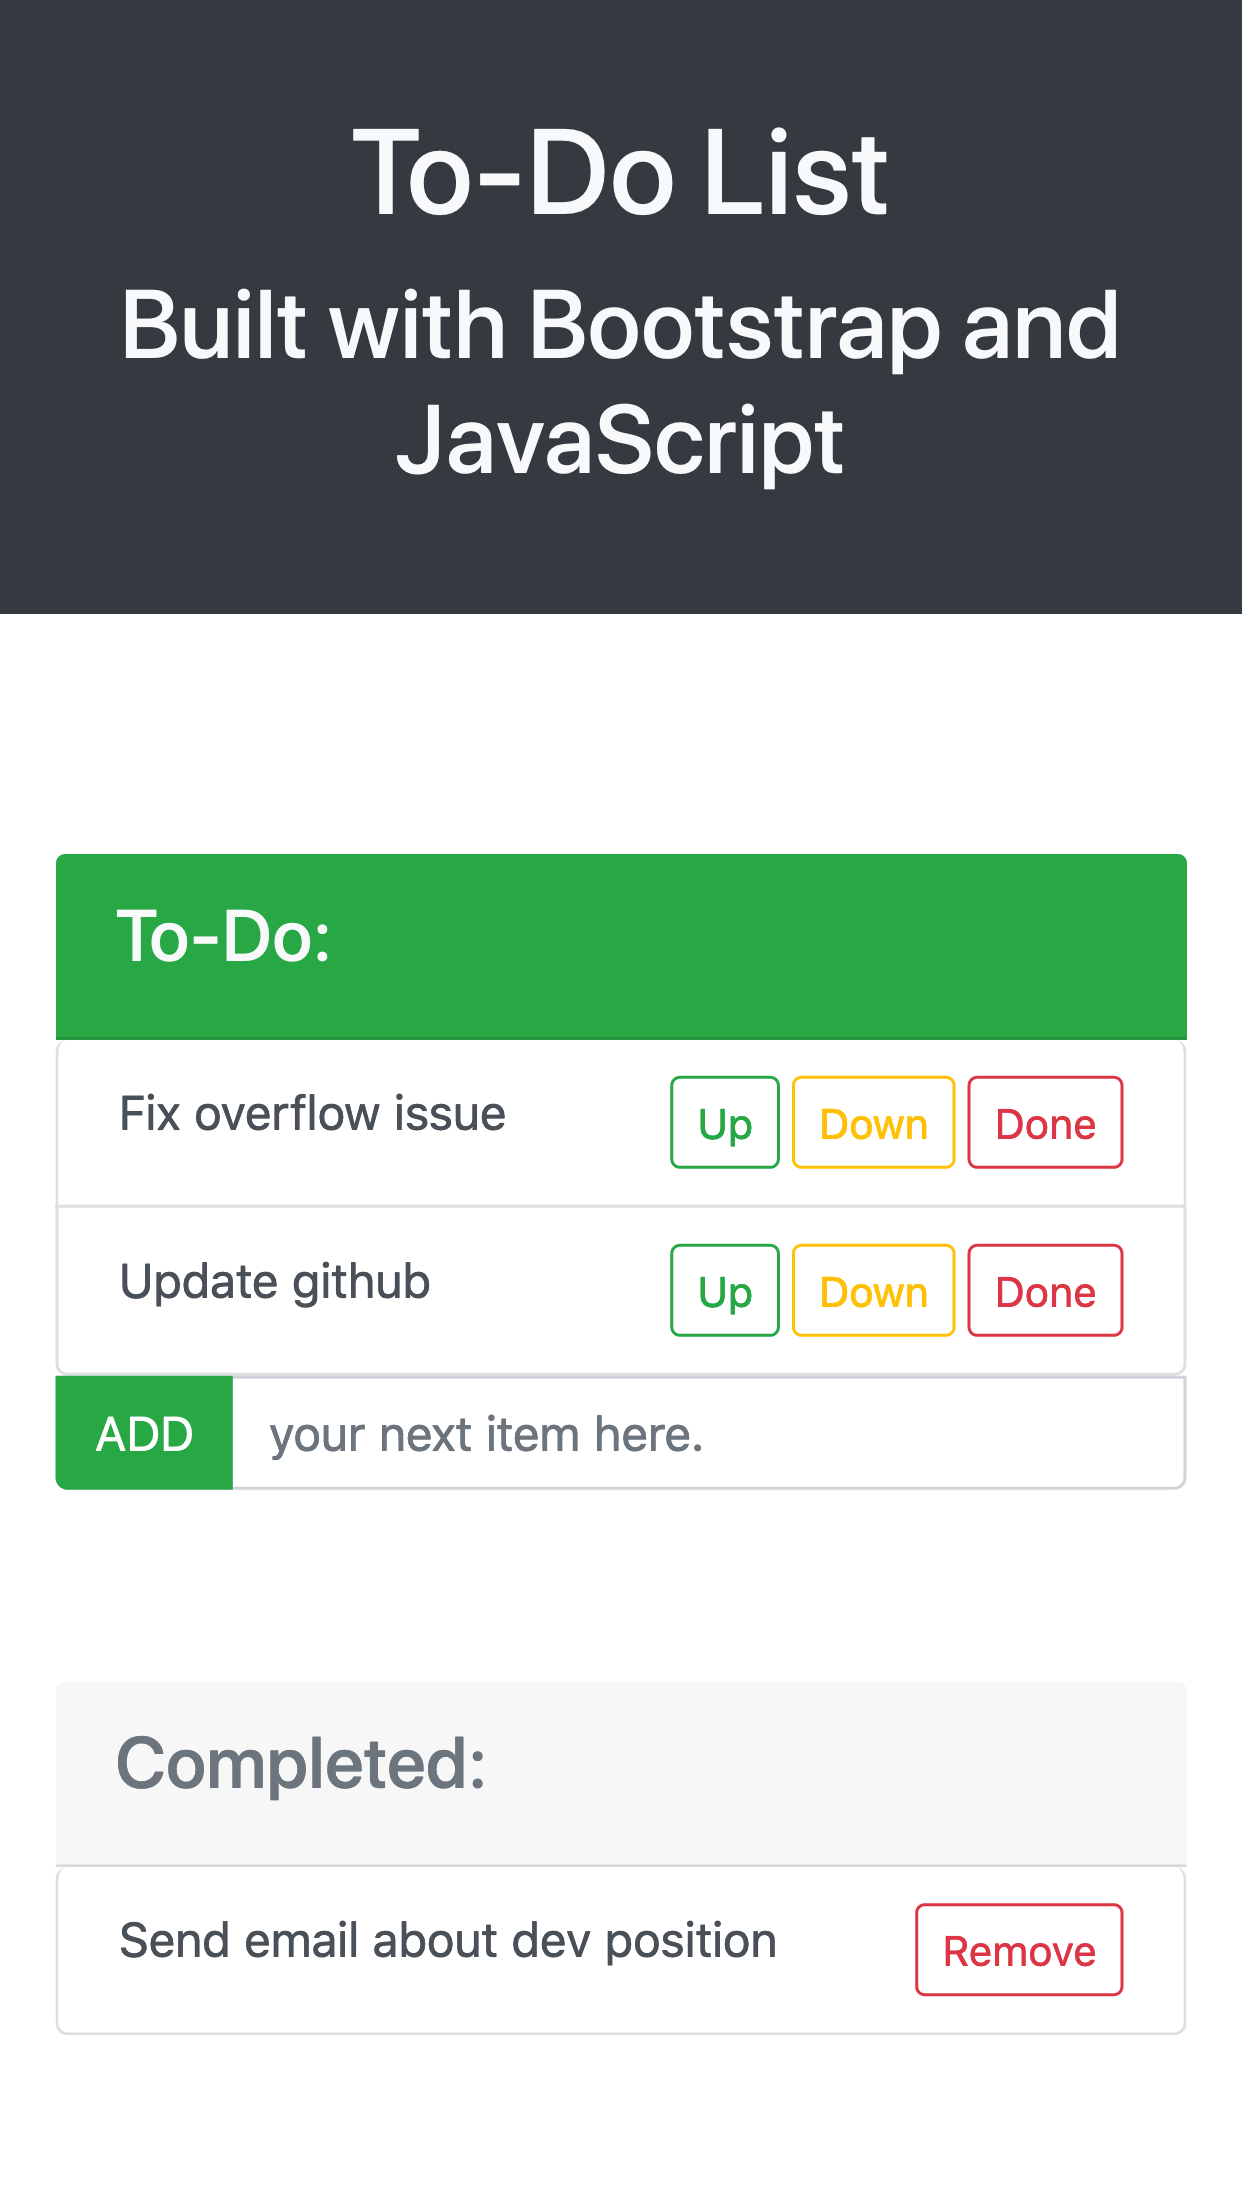 To-Do List
Built with Bootstrap and
JavaScript
To-Do:
Fix overflow issue Up Down Done
Update github Up Down Done
ADD your next item here.
Completed:
Send email about dev position Remove